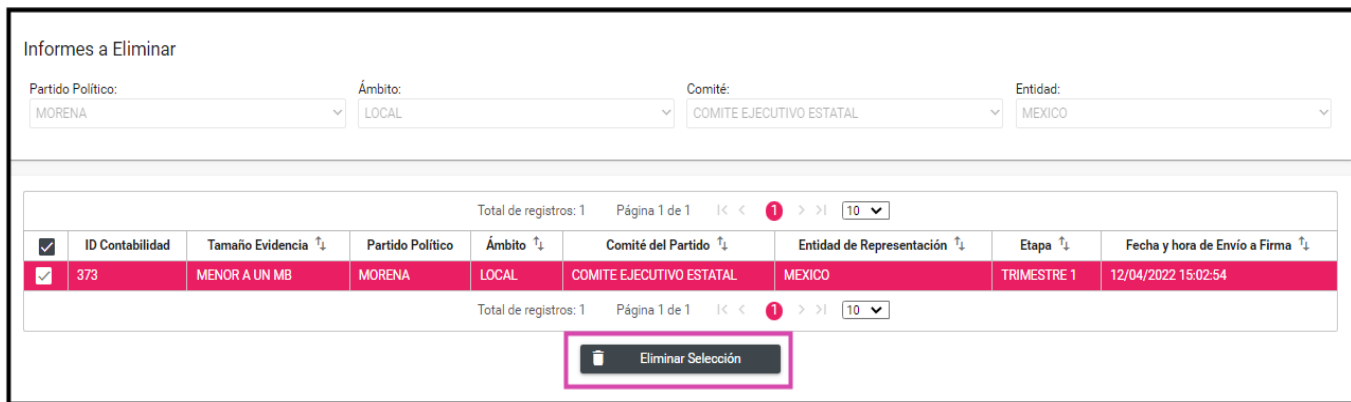 Informes a Eliminar
Partido Político: Ámbito: Comité: Entidad:
MORENA LOCAL COMITE EJECUTIVO ESTATAL MEXICO
Total de registros: 1 Página 1 de 1 |< < 1 > >| 10
ID Contabilidad Tamaño Evidencia ↑↓ Partido Político Ámbito ↑↓ Comité del Partido ↑↓ Entidad de Representación ↑↓ Etapa ↑↓ Fecha y hora de Envío a Firma ↑↓
373 MENOR A UN MB MORENA LOCAL COMITE EJECUTIVO ESTATAL MEXICO TRIMESTRE 1 12/04/2022 15:02:54
Total de registros: 1 Página 1 de 1 |< < 1 > >| 10
Eliminar Selección